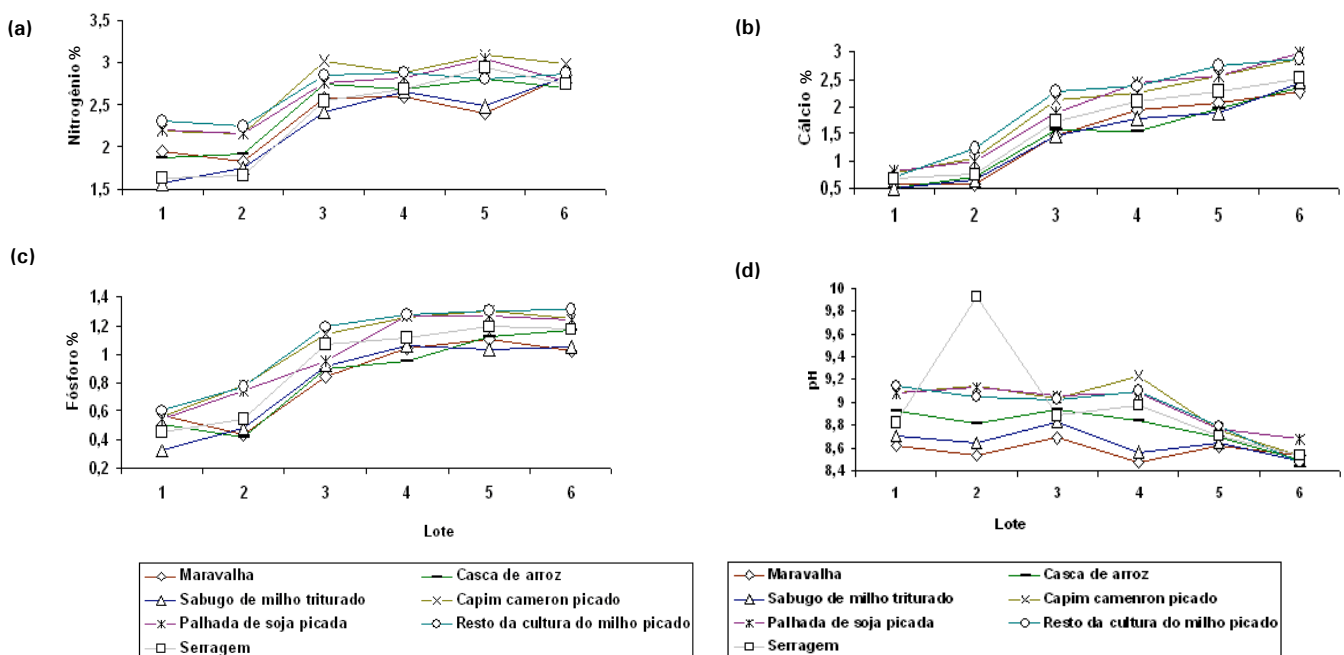 (a)
Nitrogênio %
3,5
3
2,5
2
1,5
1 2 3 4 5 6
(b)
Cálcio %
3
2,5
2
1,5
1
0,5
1 2 3 4 5 6
(c)
Fósforo %
1,4
1,2
1
0,8
0,6
0,4
0,2
1 2 3 4 5 6
Lote
(d)
pH
10
9,8
9,6
9,4
9,2
9
8,8
8,6
8,4
1 2 3 4 5 6
Lote
Maravalha Casca de arroz
Sabugo de milho triturado Capim cameron picado
Palhada de soja picada Resto da cultura do milho picado
Serragem
Maravalha Casca de arroz
Sabugo de milho triturado Capim camenron picado
Palhada de soja picada Resto da cultura do milho picado
Serragem